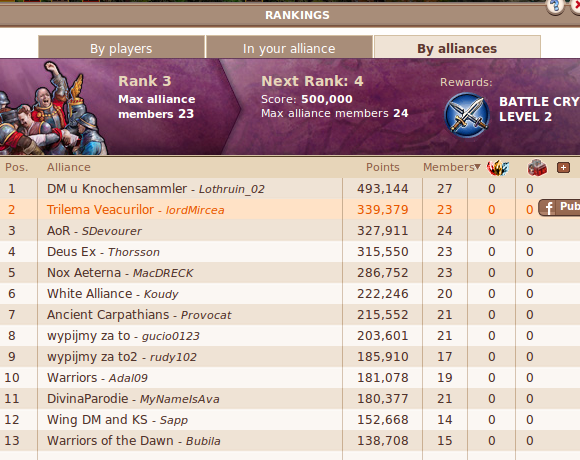 RANKINGS
?
By players
In your alliance
By alliances
Rank 3
Max alliance
members 23
Next Rank: 4
Score: 500,000
Max alliance members 24
Rewards:
BATTLE CRY
LEVEL 2
Pos. Alliance Points Members
1 DM u Knochensammler - Lothruin_02 493,144 27 0 0
2 Trilema Veacurilor - lordMircea 339,379 23 0 0 f Pub
3 AoR - SDevourer 327,911 24 0 0
4 Deus Ex - Thorsson 315,550 23 0 0
5 Nox Aeterna - MacDRECK 286,752 23 0 0
6 White Alliance - Koudy 222,246 20 0 0
7 Ancient Carpathians - Provocat 215,552 21 0 0
8 wypijmy za to - gucio0123 203,601 21 0 0
9 wypijmy za to2 - rudy102 185,910 17 0 0
10 Warriors - Adal09 181,078 19 0 0
11 DivinaParodie - MyNameIsAva 180,377 21 0 0
12 Wing DM and KS - Sapp 152,668 14 0 0
13 Warriors of the Dawn - Bubila 138,708 15 0 0